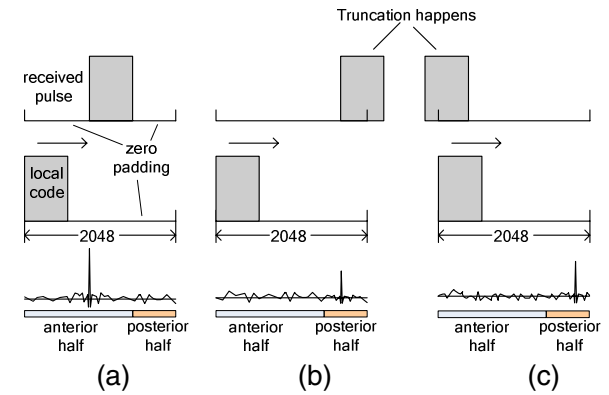 Truncation happens
received
pulse
zero
padding
local
code
2048
2048
2048
anterior
half
posterior
half
anterior
half
posterior
half
anterior
half
posterior
half
(a)
(b)
(c)